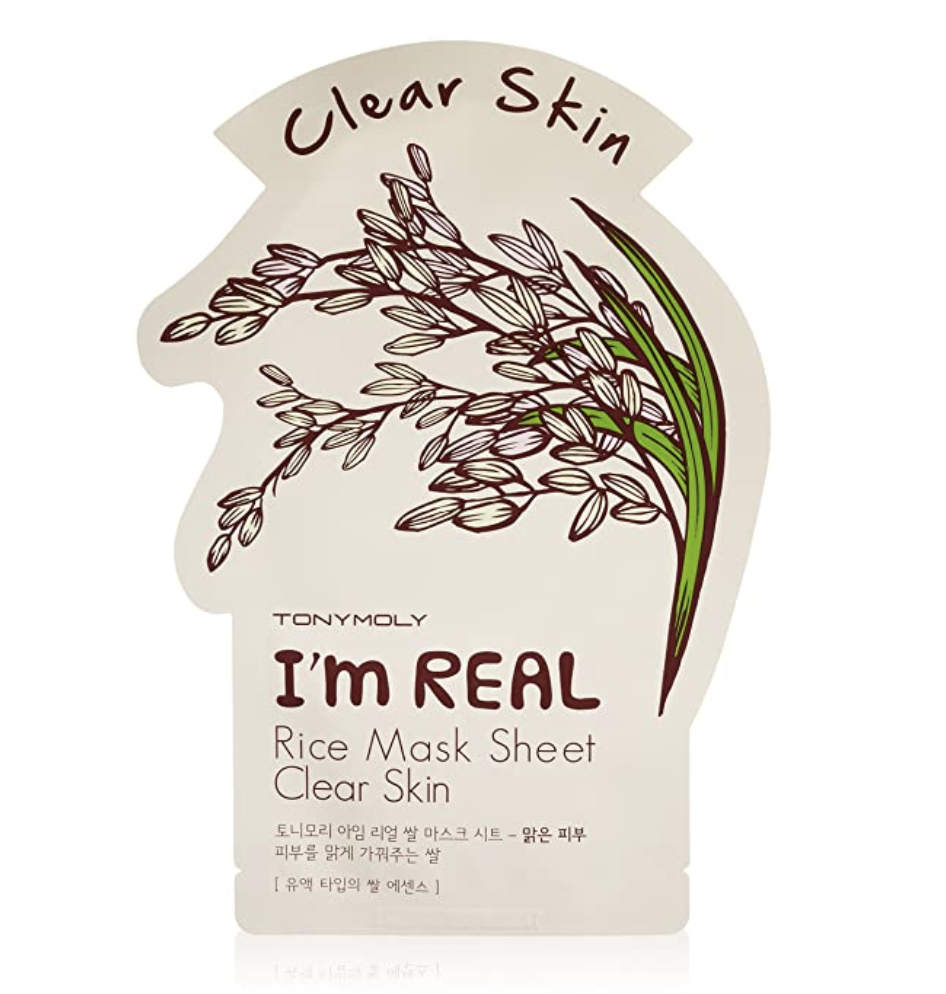 Clear Skin
TONYMOLY
I'm REAL
Rice Mask Sheet
Clear Skin
토니모리 아임 리얼 쌀 마스크 시트 – 맑은 피부
피부를 맑게 가꿔주는 쌀
[ 유액 타입의 쌀 에센스 ]